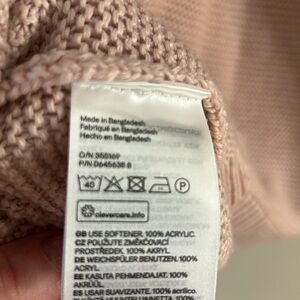 Made in Bangladesh
Fabriqué en Bangladesh
Hecho en Bangladesh
O/N 355169
P/N D645638 8
40 P
clevercare.info
GB USE SOFTENER. 100% ACRYLIC.
CZ POUŽIJTE ZMĚKČOVACÍ
PROSTŘEDEK. 100% AKRYL.
DE WEICHSPÜLER BENUTZEN. 100%
ACRYL.
EE KASUTA PEHMENDAJAT. 100%
AKRÜÜL.
ES USAR SUAVIZANTE. 100% acrílico.